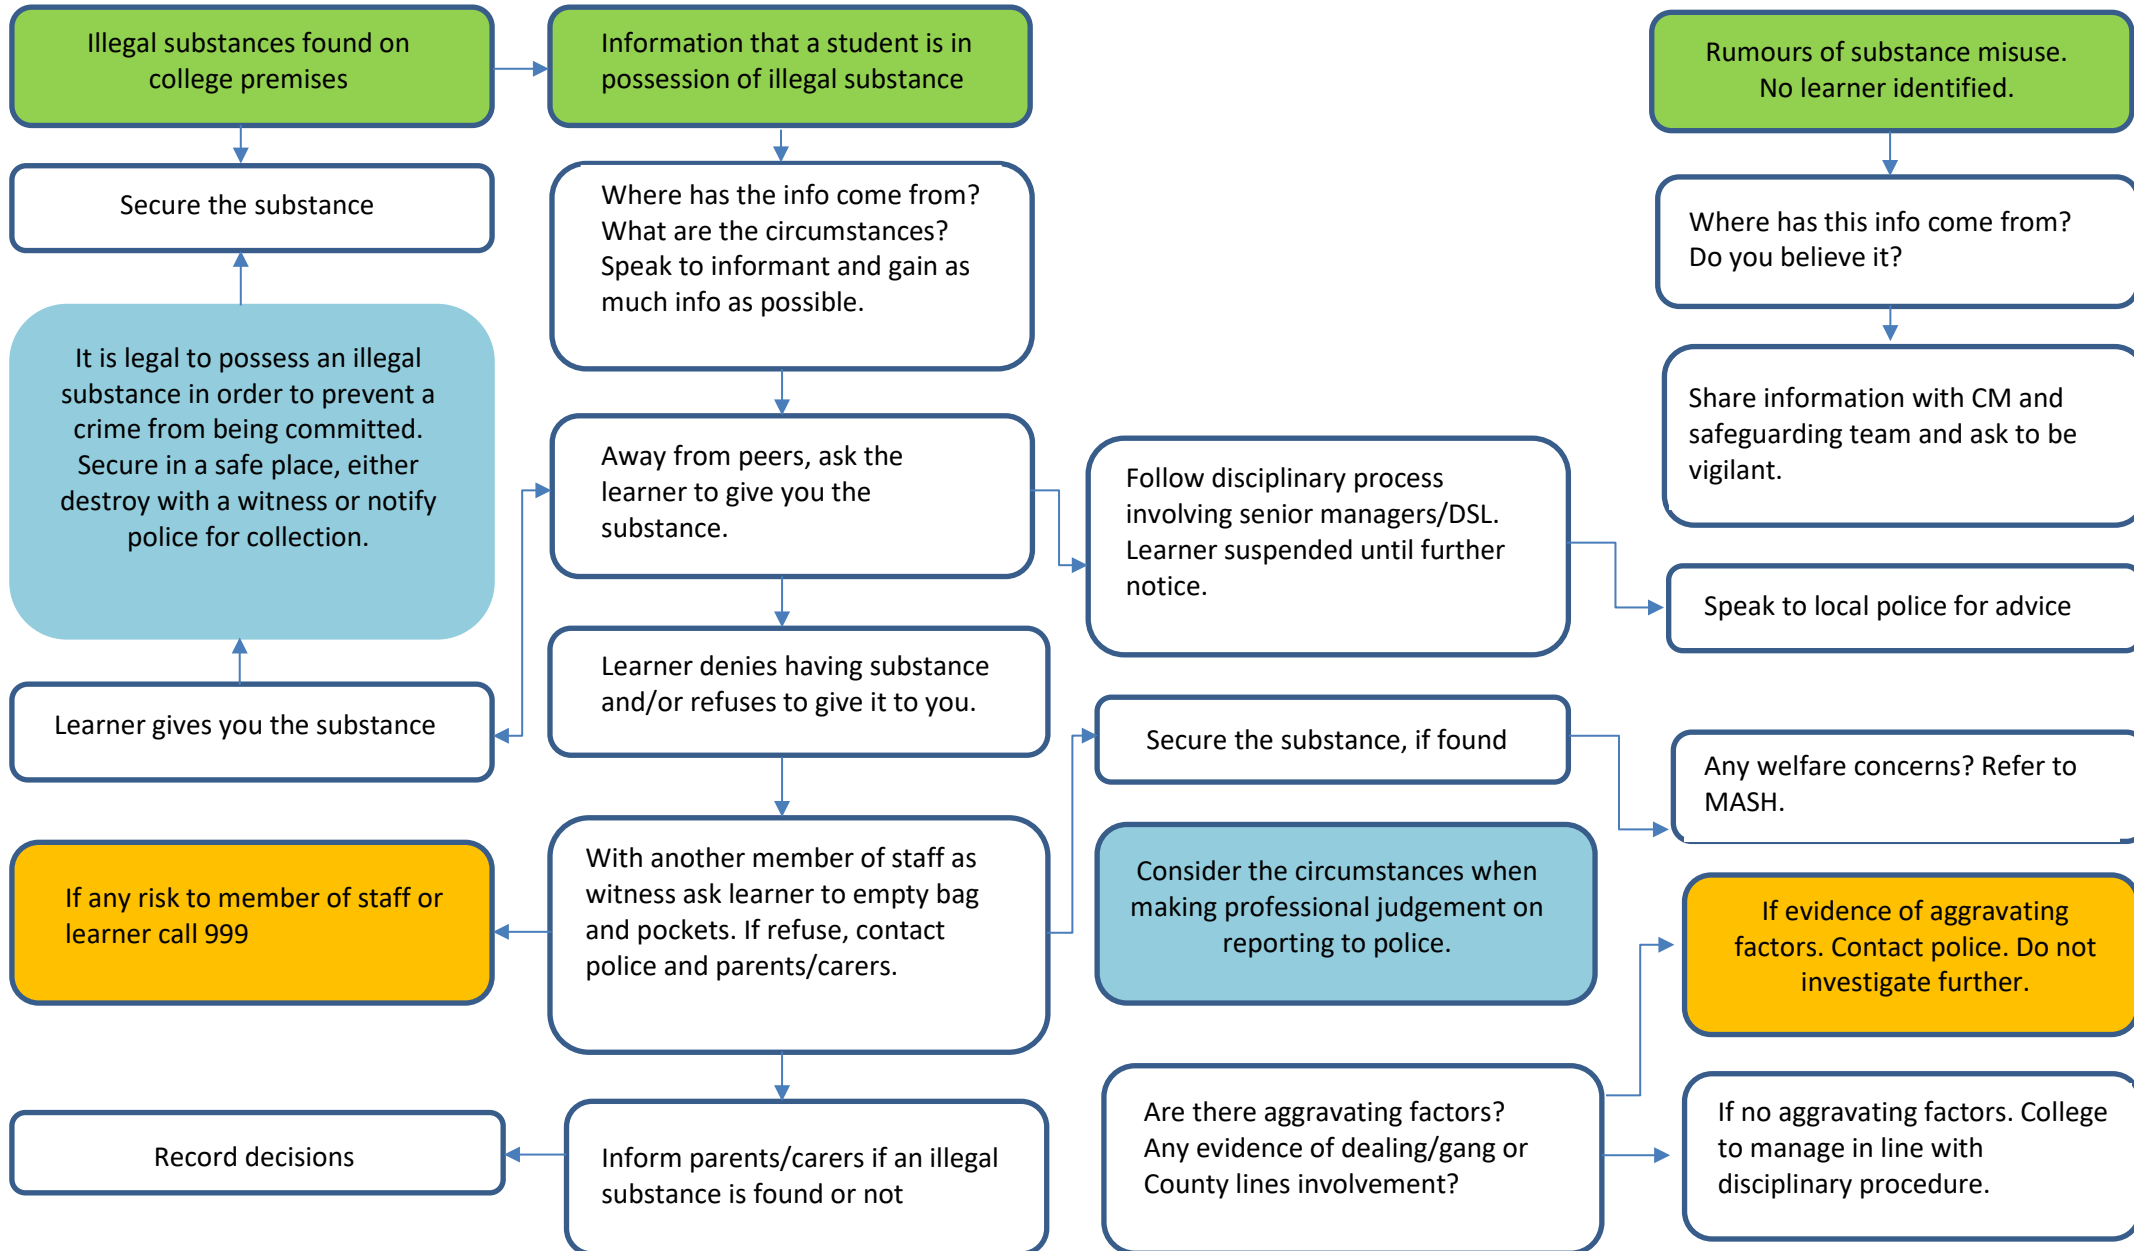 Illegal substances found on
college premises
Information that a student is in
possession of illegal substance
Rumours of substance misuse.
No learner identified.
Secure the substance
Where has the info come from?
What are the circumstances?
Speak to informant and gain as
much info as possible.
Where has this info come from?
Do you believe it?
It is legal to possess an illegal
substance in order to prevent a
crime from being committed.
Secure in a safe place, either
destroy with a witness or notify
police for collection.
Share information with CM and
safeguarding team and ask to be
vigilant.
Away from peers, ask the
learner to give you the
substance.
Follow disciplinary process
involving senior managers/DSL.
Learner suspended until further
notice.
Speak to local police for advice
Learner denies having substance
and/or refuses to give it to you.
Learner gives you the substance
Secure the substance, if found
Any welfare concerns? Refer to
MASH.
If any risk to member of staff or
learner call 999
With another member of staff as
witness ask learner to empty bag
and pockets. If refuse, contact
police and parents/carers.
Consider the circumstances when
making professional judgement on
reporting to police.
If evidence of aggravating
factors. Contact police. Do not
investigate further.
Record decisions
Inform parents/carers if an illegal
substance is found or not
Are there aggravating factors?
Any evidence of dealing/gang or
County lines involvement?
If no aggravating factors. College
to manage in line with
disciplinary procedure.